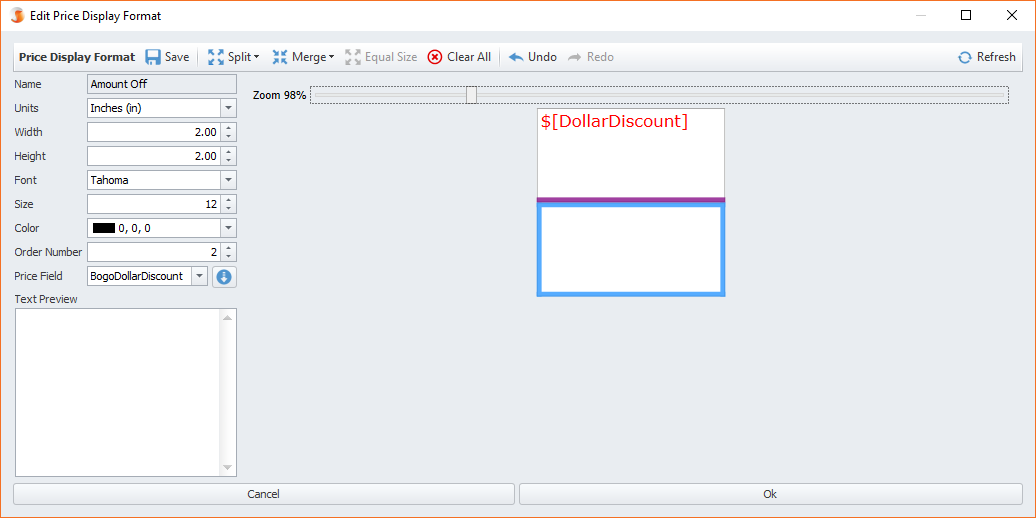 Edit Price Display Format
Price Display Format Save Split Merge Equal Size Clear All Undo Redo Refresh
Name Amount Off
Zoom 98%
Units Inches (in)
$[DollarDiscount]
Width 2.00
Height 2.00
Font Tahoma
Size 12
Color 0, 0, 0
Order Number 2
Price Field BogoDollarDiscount
Text Preview
Cancel Ok